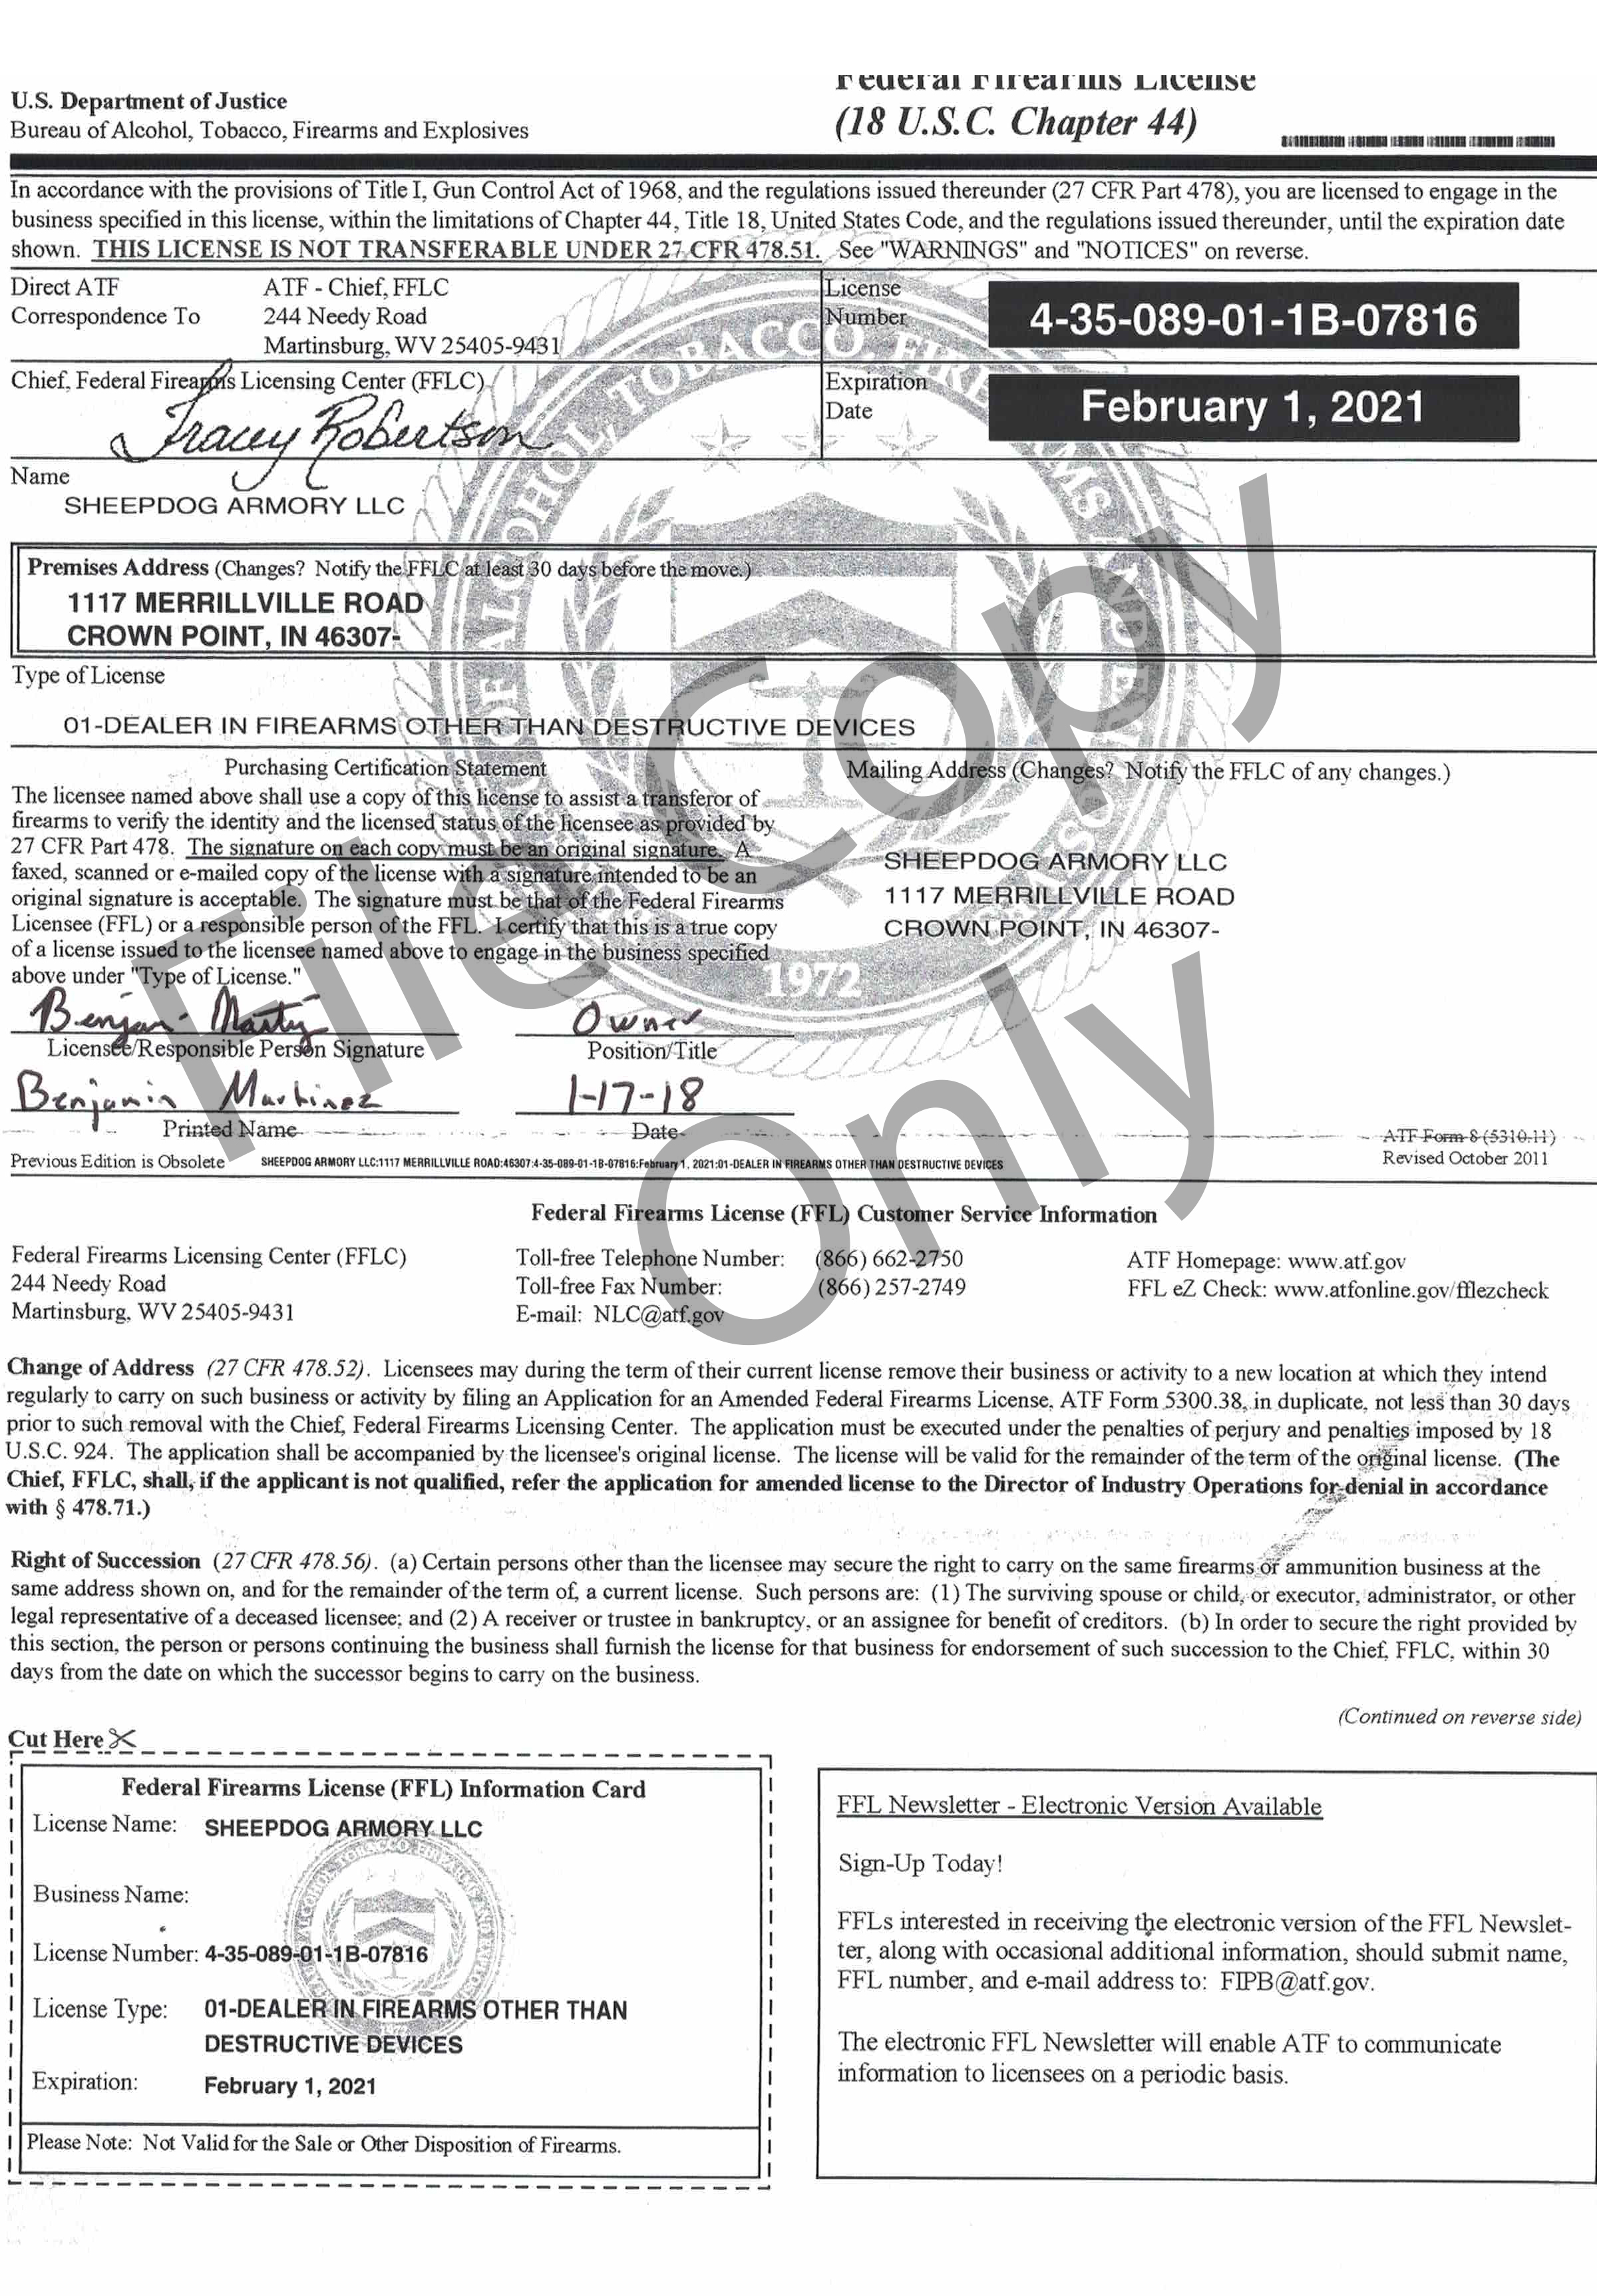 Federal Firearms License
U.S. Department of Justice
Bureau of Alcohol, Tobacco, Firearms and Explosives
(18 U.S.C. Chapter 44)
In accordance with the provisions of Title I, Gun Control Act of 1968, and the regulations issued thereunder (27 CFR Part 478), you are licensed to engage in the
business specified in this license, within the limitations of Chapter 44, Title 18, United States Code, and the regulations issued thereunder, until the expiration date
shown. THIS LICENSE IS NOT TRANSFERABLE UNDER 27 CFR 478.51. See "WARNINGS" and "NOTICES" on reverse.
Direct ATF
Correspondence To
ATF - Chief, FFLC
244 Needy Road
Martinsburg, WV 25405-9431
License
Number
4-35-089-01-1B-07816
Chief, Federal Firearms Licensing Center (FFLC)
Tracey Robertson
Expiration
Date
February 1, 2021
Name
SHEEPDOG ARMORY LLC
Premises Address (Changes? Notify the FFLC at least 30 days before the move.)
1117 MERRILLVILLE ROAD
CROWN POINT, IN 46307-
Type of License
01-DEALER IN FIREARMS OTHER THAN DESTRUCTIVE DEVICES
Purchasing Certification Statement
The licensee named above shall use a copy of this license to assist a transferor of
firearms to verify the identity and the licensed status of the licensee as provided by
27 CFR Part 478. The signature on each copy must be an original signature. A
faxed, scanned or e-mailed copy of the license with a signature intended to be an
original signature is acceptable. The signature must be that of the Federal Firearms
Licensee (FFL) or a responsible person of the FFL. I certify that this is a true copy
of a license issued to the licensee named above to engage in the business specified
above under "Type of License."
Mailing Address (Changes? Notify the FFLC of any changes.)
SHEEPDOG ARMORY LLC
1117 MERRILLVILLE ROAD
CROWN POINT, IN 46307-
1972
Owner
Licensee/Responsible Person Signature
Position/Title
Benjamin Martinez
1-17-18
Printed Name
Date
ATF Form 8 (5310.11)
Revised October 2011
Previous Edition is Obsolete
SHEEPDOG ARMORY LLC:1117 MERRILLVILLE ROAD:46307:4-35-089-01-1B-07816:February 1, 2021:01-DEALER IN FIREARMS OTHER THAN DESTRUCTIVE DEVICES
File Copy
Only
Federal Firearms License (FFL) Customer Service Information
Federal Firearms Licensing Center (FFLC)
244 Needy Road
Martinsburg, WV 25405-9431
Toll-free Telephone Number: (866) 662-2750
Toll-free Fax Number: (866) 257-2749
E-mail: NLC@atf.gov
ATF Homepage: www.atf.gov
FFL eZ Check: www.atfonline.gov/fflezcheck
Change of Address (27 CFR 478.52). Licensees may during the term of their current license remove their business or activity to a new location at which they intend
regularly to carry on such business or activity by filing an Application for an Amended Federal Firearms License, ATF Form 5300.38, in duplicate, not less than 30 days
prior to such removal with the Chief, Federal Firearms Licensing Center. The application must be executed under the penalties of perjury and penalties imposed by 18
U.S.C. 924. The application shall be accompanied by the licensee's original license. The license will be valid for the remainder of the term of the original license. (The
Chief, FFLC, shall, if the applicant is not qualified, refer the application for amended license to the Director of Industry Operations for denial in accordance
with § 478.71.)
Right of Succession (27 CFR 478.56). (a) Certain persons other than the licensee may secure the right to carry on the same firearms or ammunition business at the
same address shown on, and for the remainder of the term of, a current license. Such persons are: (1) The surviving spouse or child, or executor, administrator, or other
legal representative of a deceased licensee; and (2) A receiver or trustee in bankruptcy, or an assignee for benefit of creditors. (b) In order to secure the right provided by
this section, the person or persons continuing the business shall furnish the license for that business for endorsement of such succession to the Chief, FFLC, within 30
days from the date on which the successor begins to carry on the business.
(Continued on reverse side)
Cut Here
Federal Firearms License (FFL) Information Card
License Name: SHEEPDOG ARMORY LLC
Business Name:
License Number: 4-35-089-01-1B-07816
License Type: 01-DEALER IN FIREARMS OTHER THAN
DESTRUCTIVE DEVICES
Expiration: February 1, 2021
Please Note: Not Valid for the Sale or Other Disposition of Firearms.
FFL Newsletter - Electronic Version Available
Sign-Up Today!
FFLs interested in receiving the electronic version of the FFL Newslet-
ter, along with occasional additional information, should submit name,
FFL number, and e-mail address to: FIPB@atf.gov.
The electronic FFL Newsletter will enable ATF to communicate
information to licensees on a periodic basis.